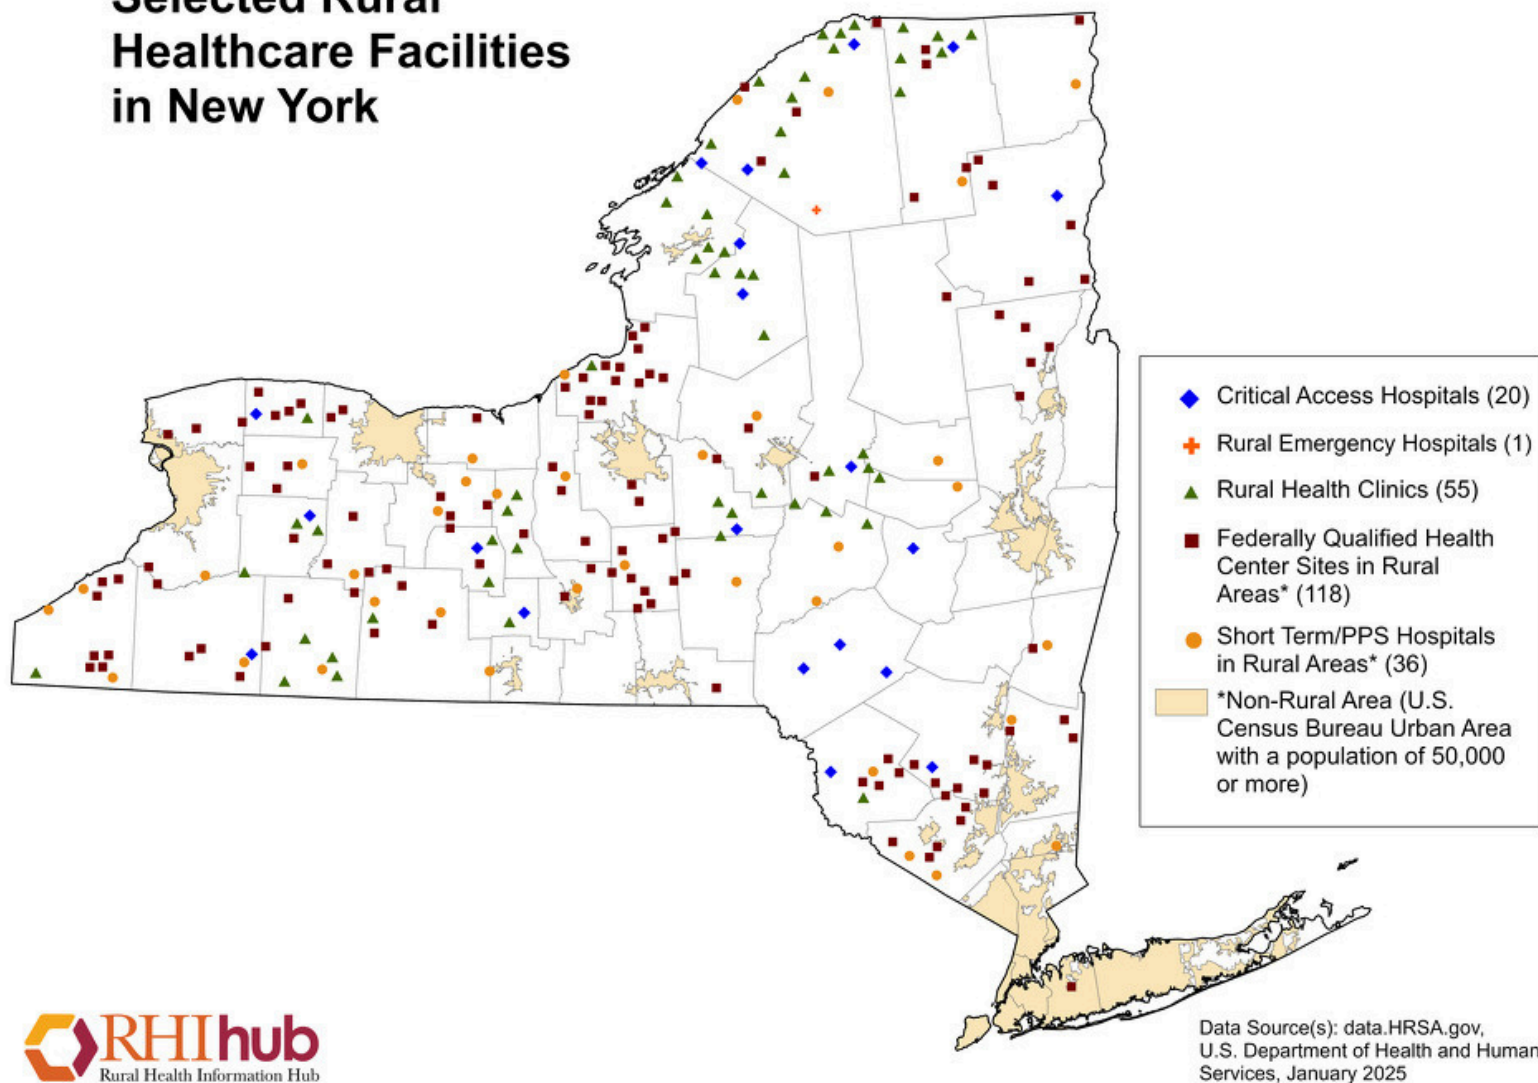 Selected Rural
Healthcare Facilities
in New York
Critical Access Hospitals (20)
Rural Emergency Hospitals (1)
Rural Health Clinics (55)
Federally Qualified Health
Center Sites in Rural
Areas* (118)
Short Term/PPS Hospitals
in Rural Areas* (36)
*Non-Rural Area (U.S.
Census Bureau Urban Area
with a population of 50,000
or more)
RHIhub
Rural Health Information Hub
Data Source(s): data.HRSA.gov,
U.S. Department of Health and Human
Services, January 2025